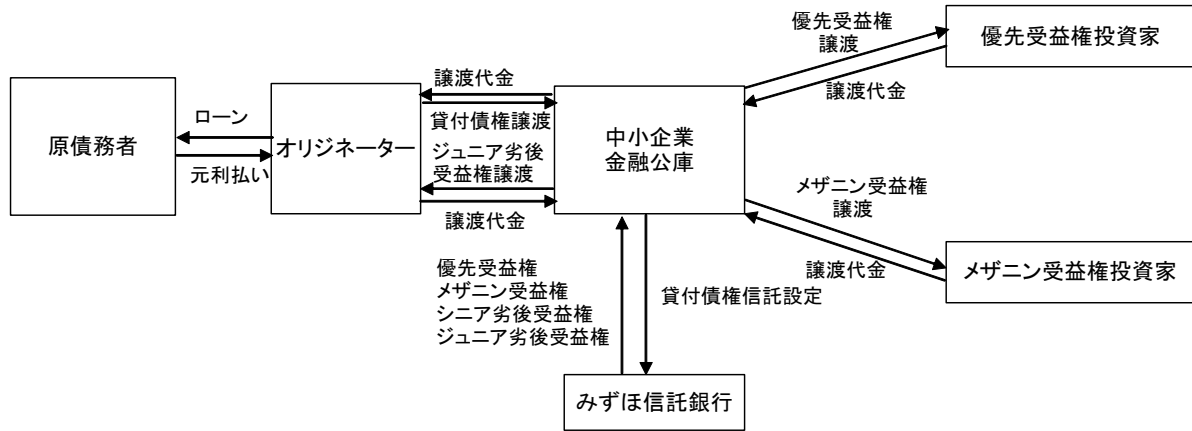 優先受益権
譲渡
優先受益権投資家
譲渡代金
譲渡代金
ローン
貸付債権譲渡
原債務者
オリジネーター
中小企業
金融公庫
ジュニア劣後
受益権譲渡
元利払い
メザニン受益権
譲渡
譲渡代金
優先受益権
メザニン受益権
シニア劣後受益権
ジュニア劣後受益権
譲渡代金
メザニン受益権投資家
貸付債権信託設定
みずほ信託銀行